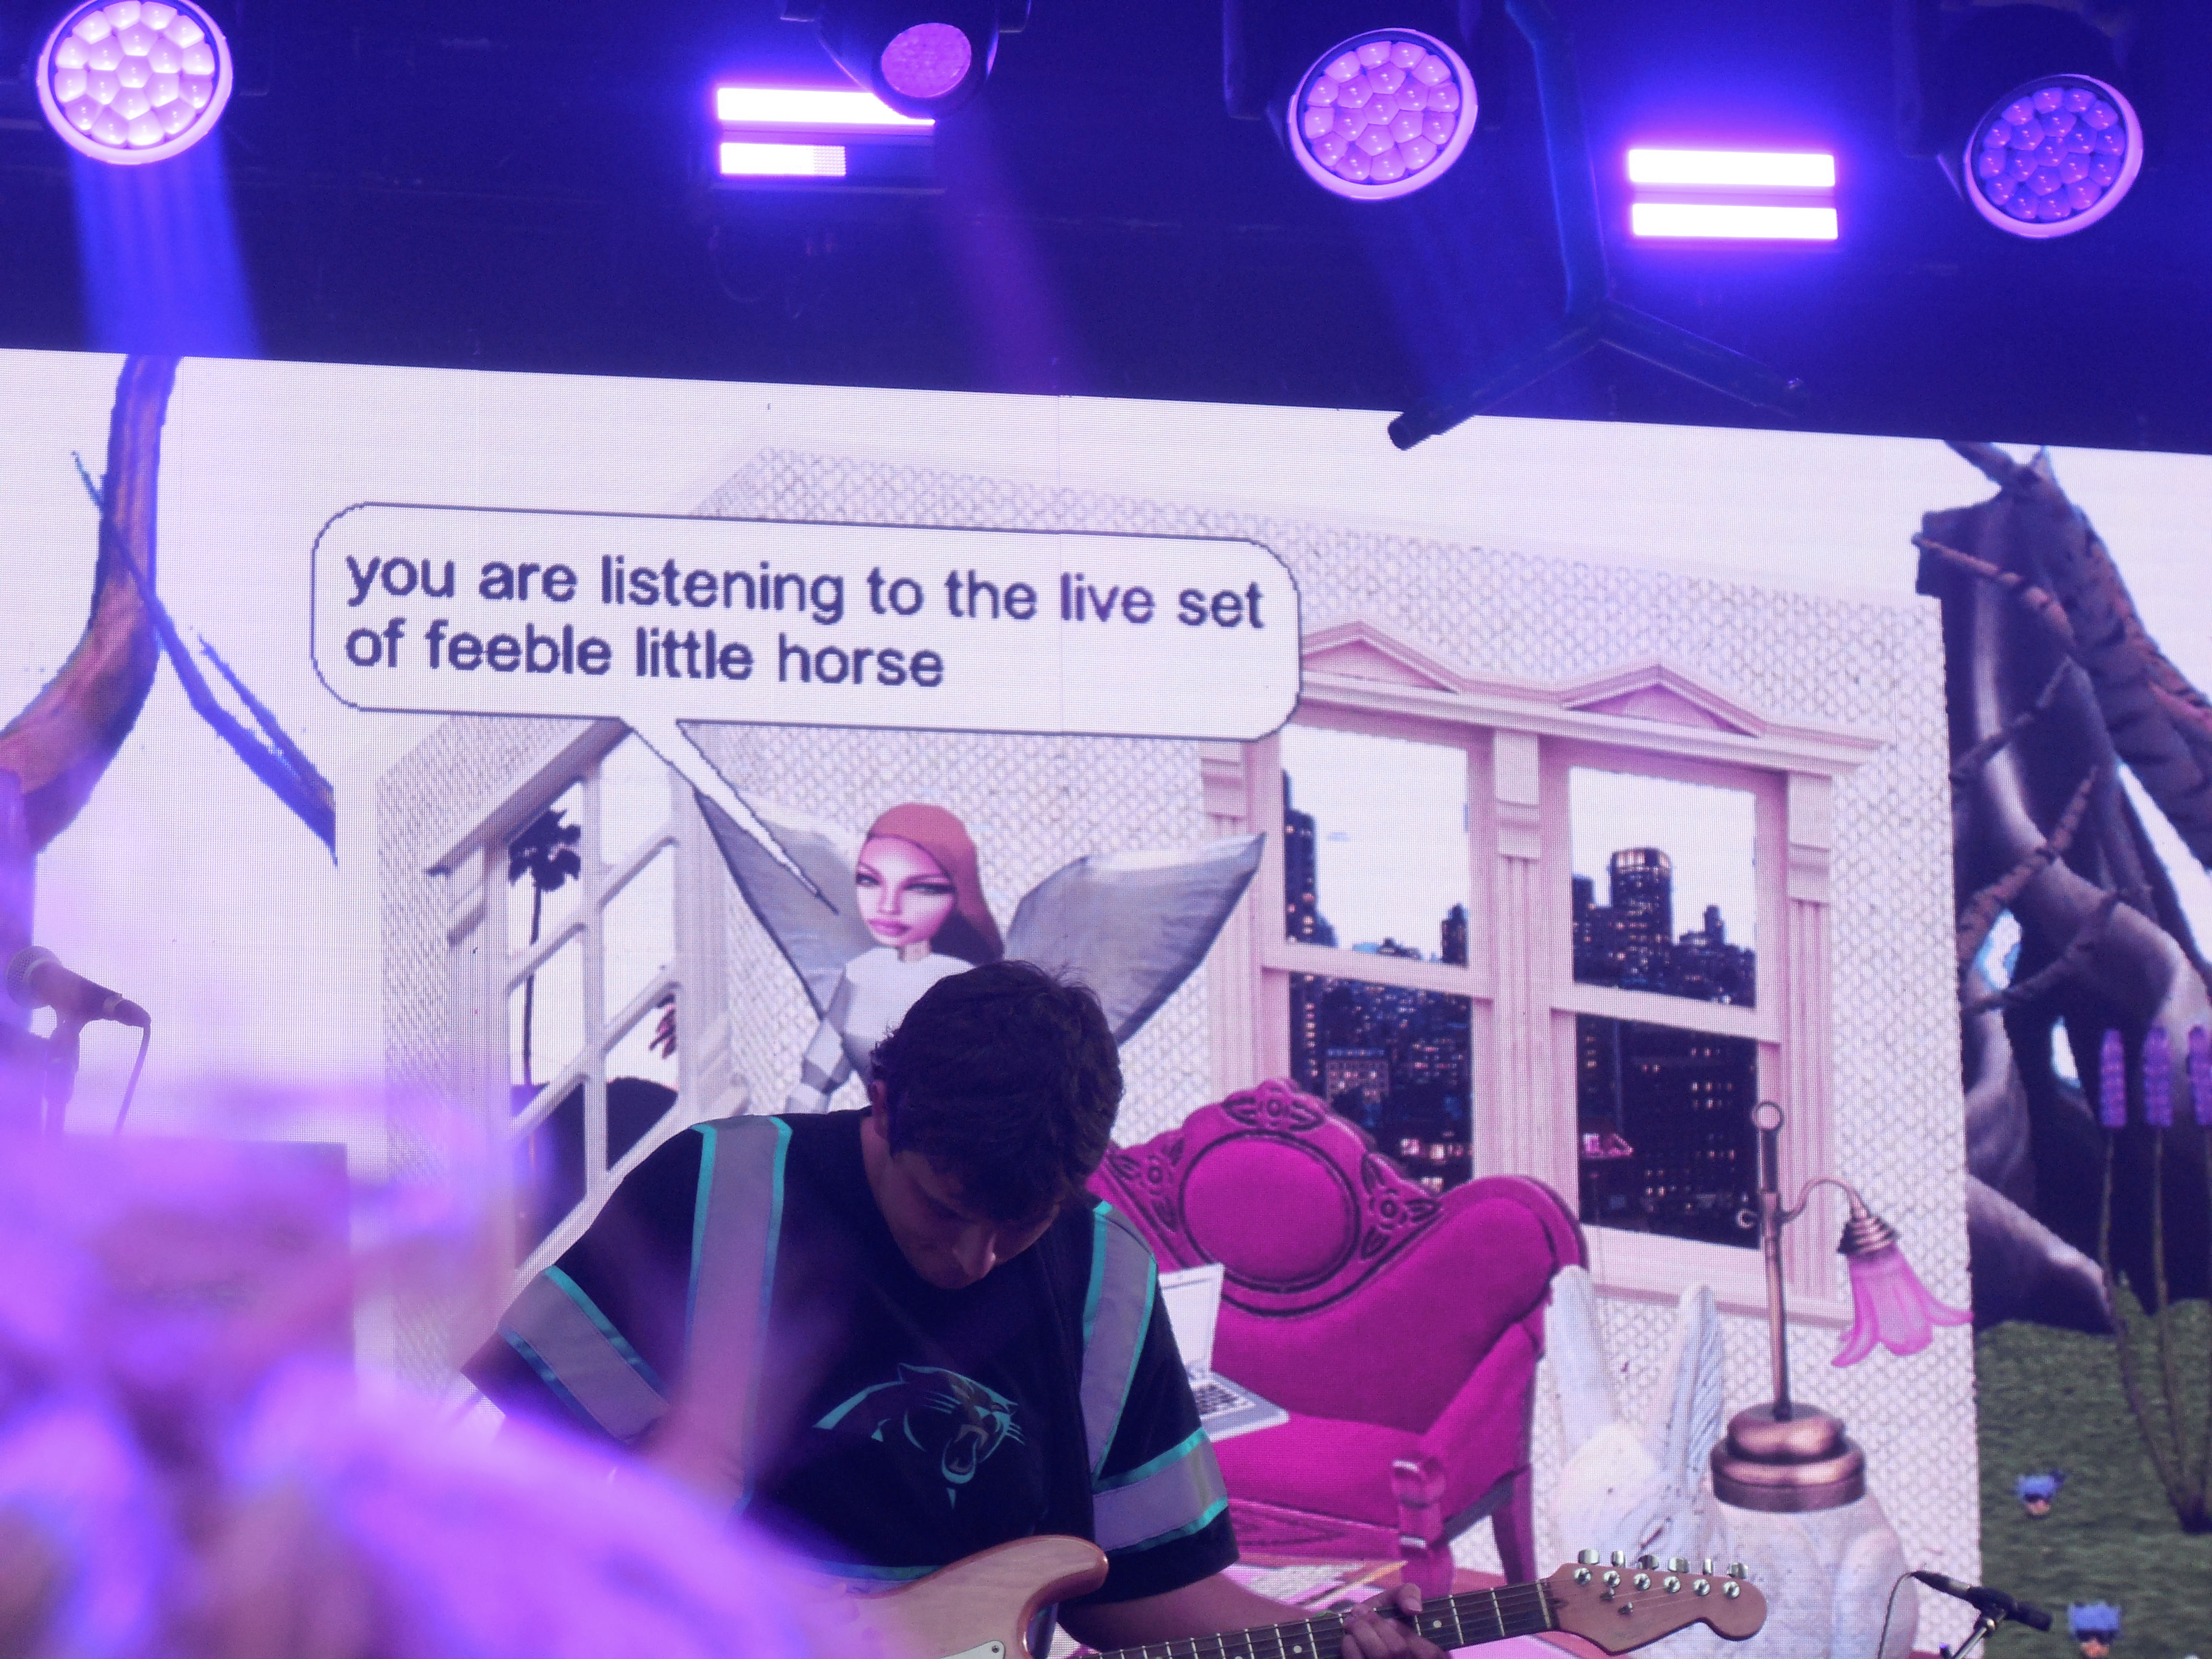 you are listening to the live set
of feeble little horse